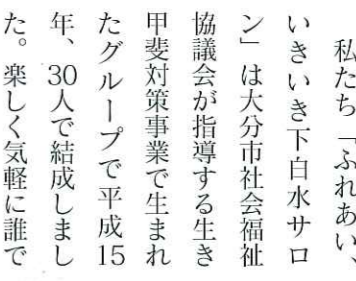 私たち「ふれあい、
いきいき下白水サロ
ン」は大分市社会福祉
協議会が指導する生き
甲斐対策事業で生まれ
たグループで平成15
年、30人で結成しまし
た。楽しく気軽に誰で